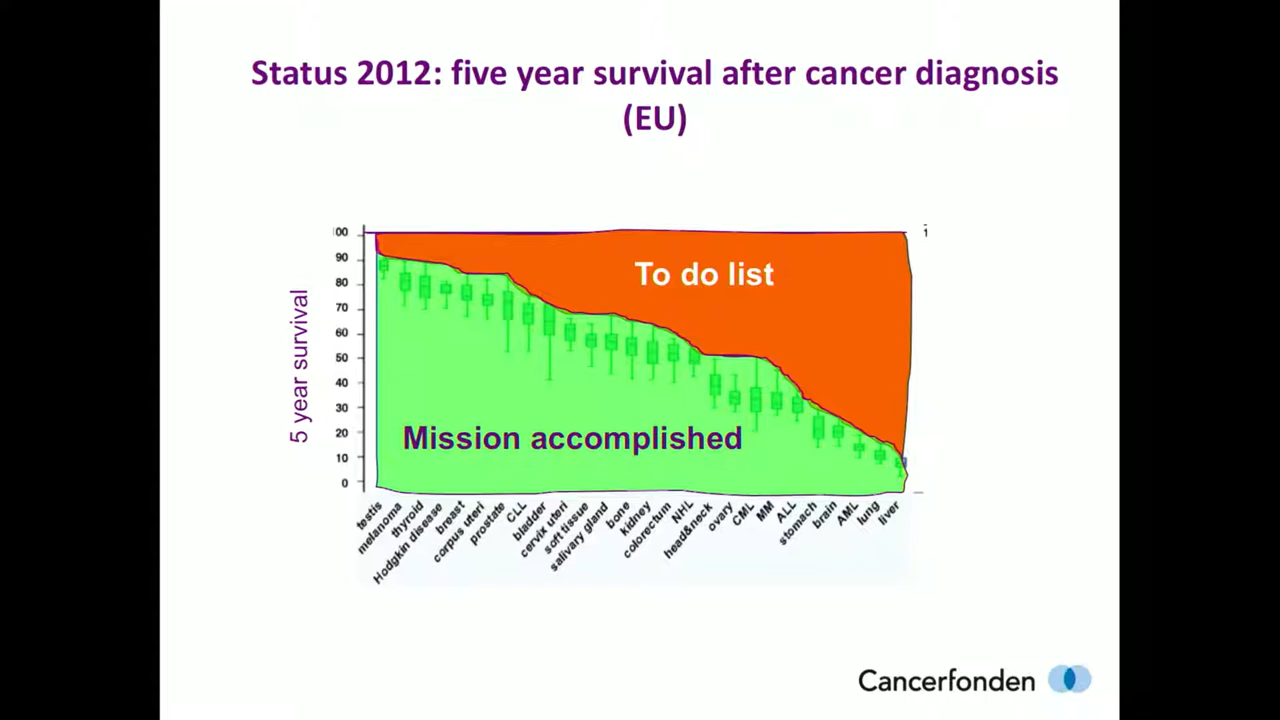 Status 2012: five year survival after cancer diagnosis
(EU)
00
90
80
70
60
50
40
30
20
10
0
5 year survival
To do list
Mission accomplished
testis
melanoma
thyroid
Hodgkin disease
breast
corpus uteri
prostate
CLL
bladder
cervix uteri
soft tissue
salivary gland
bone
kidney
colorectum
NHL
head&neck
ovary
CML
MM
ALL
stomach
brain
AML
lung
liver
Cancerfonden